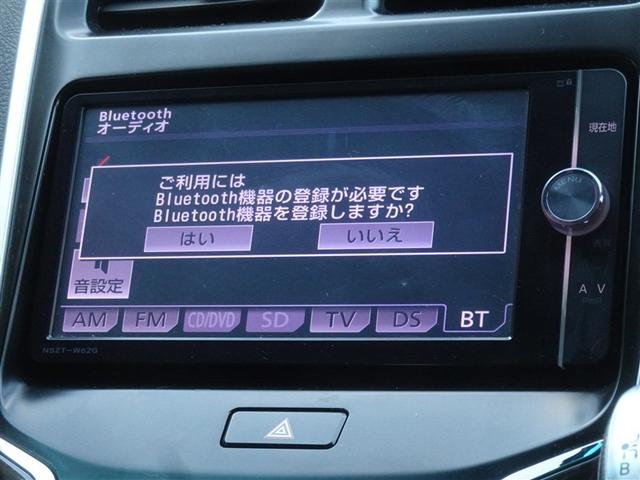 Bluetooth
オーディオ
ご利用には
Bluetooth機器の登録が必要です
Bluetooth機器を登録しますか?
はい
いいえ
音設定
AM
FM
CD/DVD
SD
TV
DS
BT
NSZT-W62G
現在地
MENU
画質
A V
B